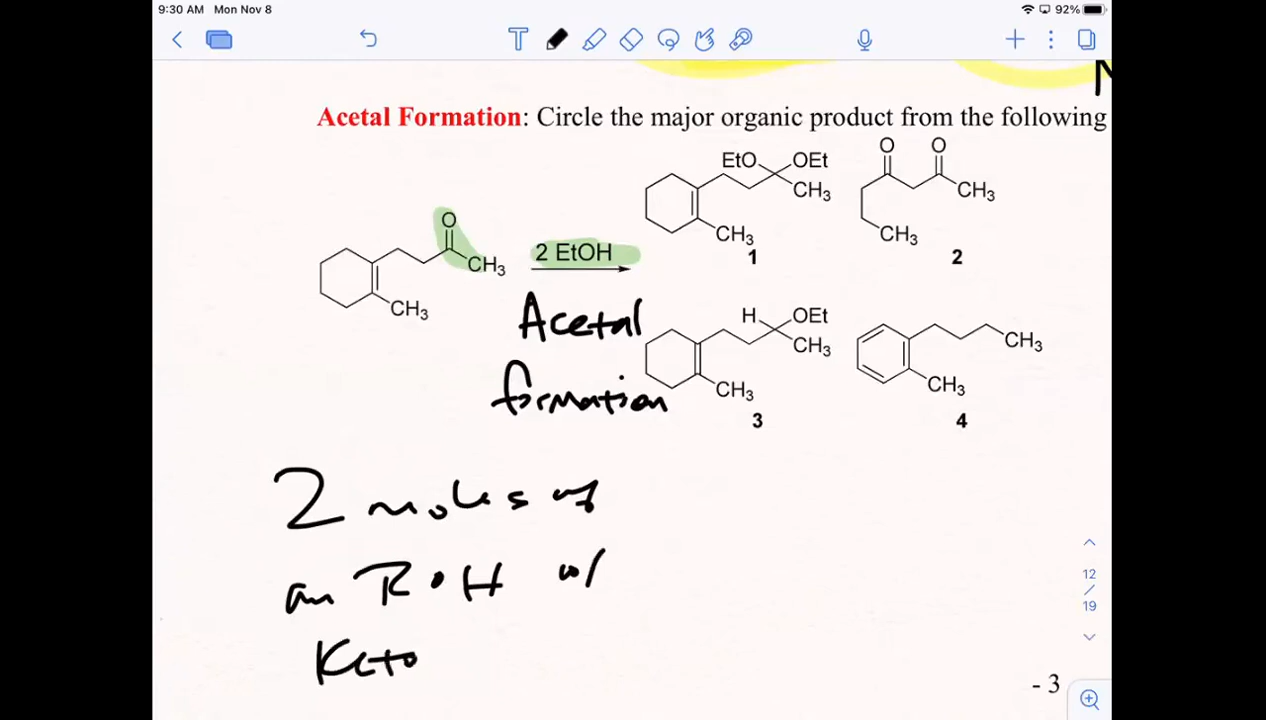 9:30 AM Mon Nov 8
92%
Acetal Formation: Circle the major organic product from the following
EtO OEt
CH3
CH3
1
O O
CH3
CH3
2
O
CH3
CH3
2 EtOH
Acetal
formation
H OEt
CH3
CH3
3
CH3
CH3
4
2 moles of
an ROH w/
Keto
12
/
19
- 3